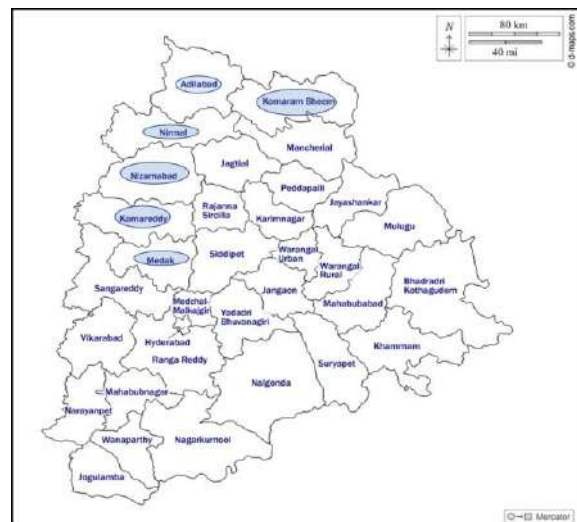 N
80 km
40 mi
© d-maps.com
Adilabad
Komaram Bheem
Nirmal
Mancherial
Nizamabad
Jagtial
Peddapalli
Jayashankar
Kamareddy
Rajanna
Sircilla
Karimnagar
Mulugu
Medak
Siddipet
Warangal
Urban
Warangal
Rural
Bhadradri
Kothagudem
Sangareddy
Jangaon
Mahabubabad
Medchal-
Malkajgiri
Yadadri
Bhuvanagiri
Vikarabad
Hyderabad
Ranga Reddy
Khammam
Suryapet
Nalgonda
Mahabubnagar
Narayanpet
Wanaparthy
Nagarkurnool
Jogulamba
Mercator